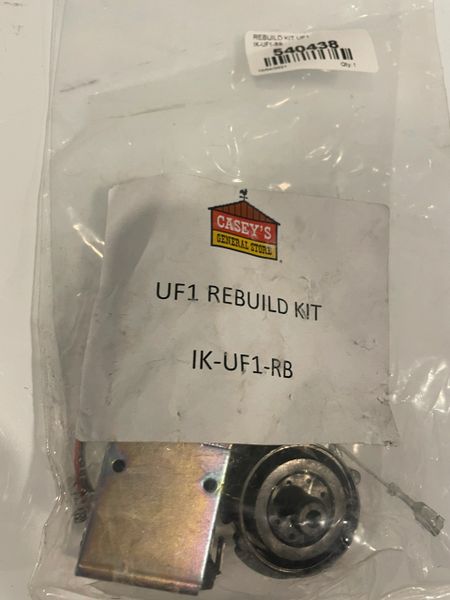 REBUILD KIT UF1
IK-UF1-RB
540438
Qty:1
CASEY'S
GENERAL STORE
UF1 REBUILD KIT
IK-UF1-RB